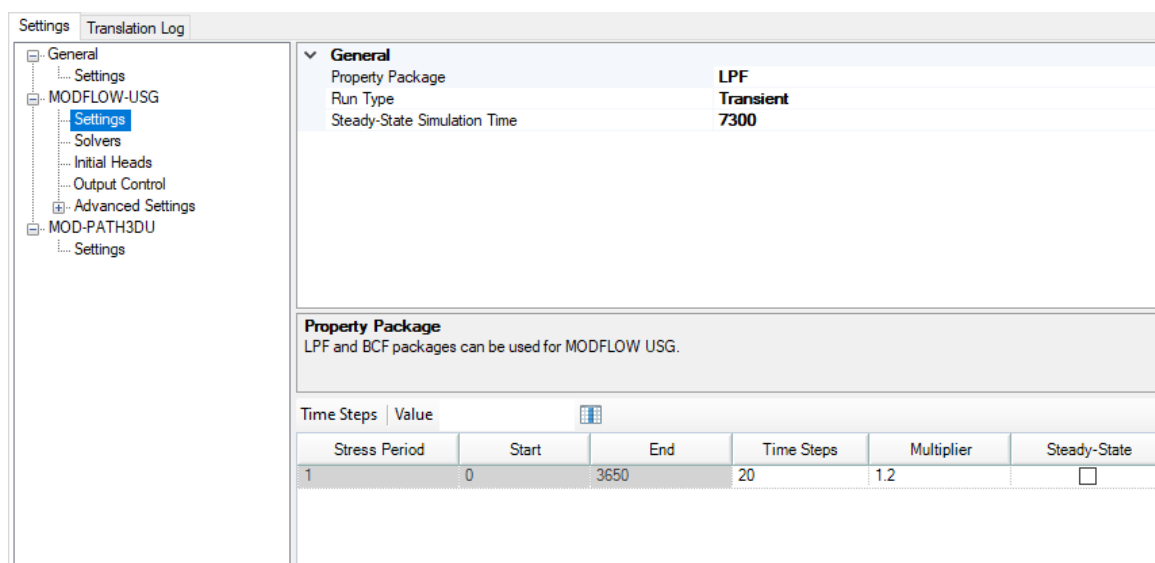 Settings Translation Log
General
Settings
MODFLOW-USG
Settings
Solvers
Initial Heads
Output Control
Advanced Settings
MOD-PATH3DU
Settings
General
Property Package LPF
Run Type Transient
Steady-State Simulation Time 7300
Property Package
LPF and BCF packages can be used for MODFLOW USG.
Time Steps Value
Stress Period Start End Time Steps Multiplier Steady-State
1 0 3650 20 1.2